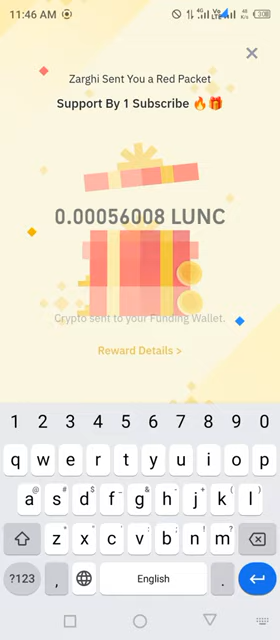 11:46 AM
Zarghi Sent You a Red Packet
Support By 1 Subscribe 🔥🎁
0.00056008 LUNC
Crypto sent to your Funding Wallet.
Reward Details >
1 2 3 4 5 6 7 8 9 0
q w e r t y u i o p
a s d f g h j k l
z x c v b n m
?123 , English .